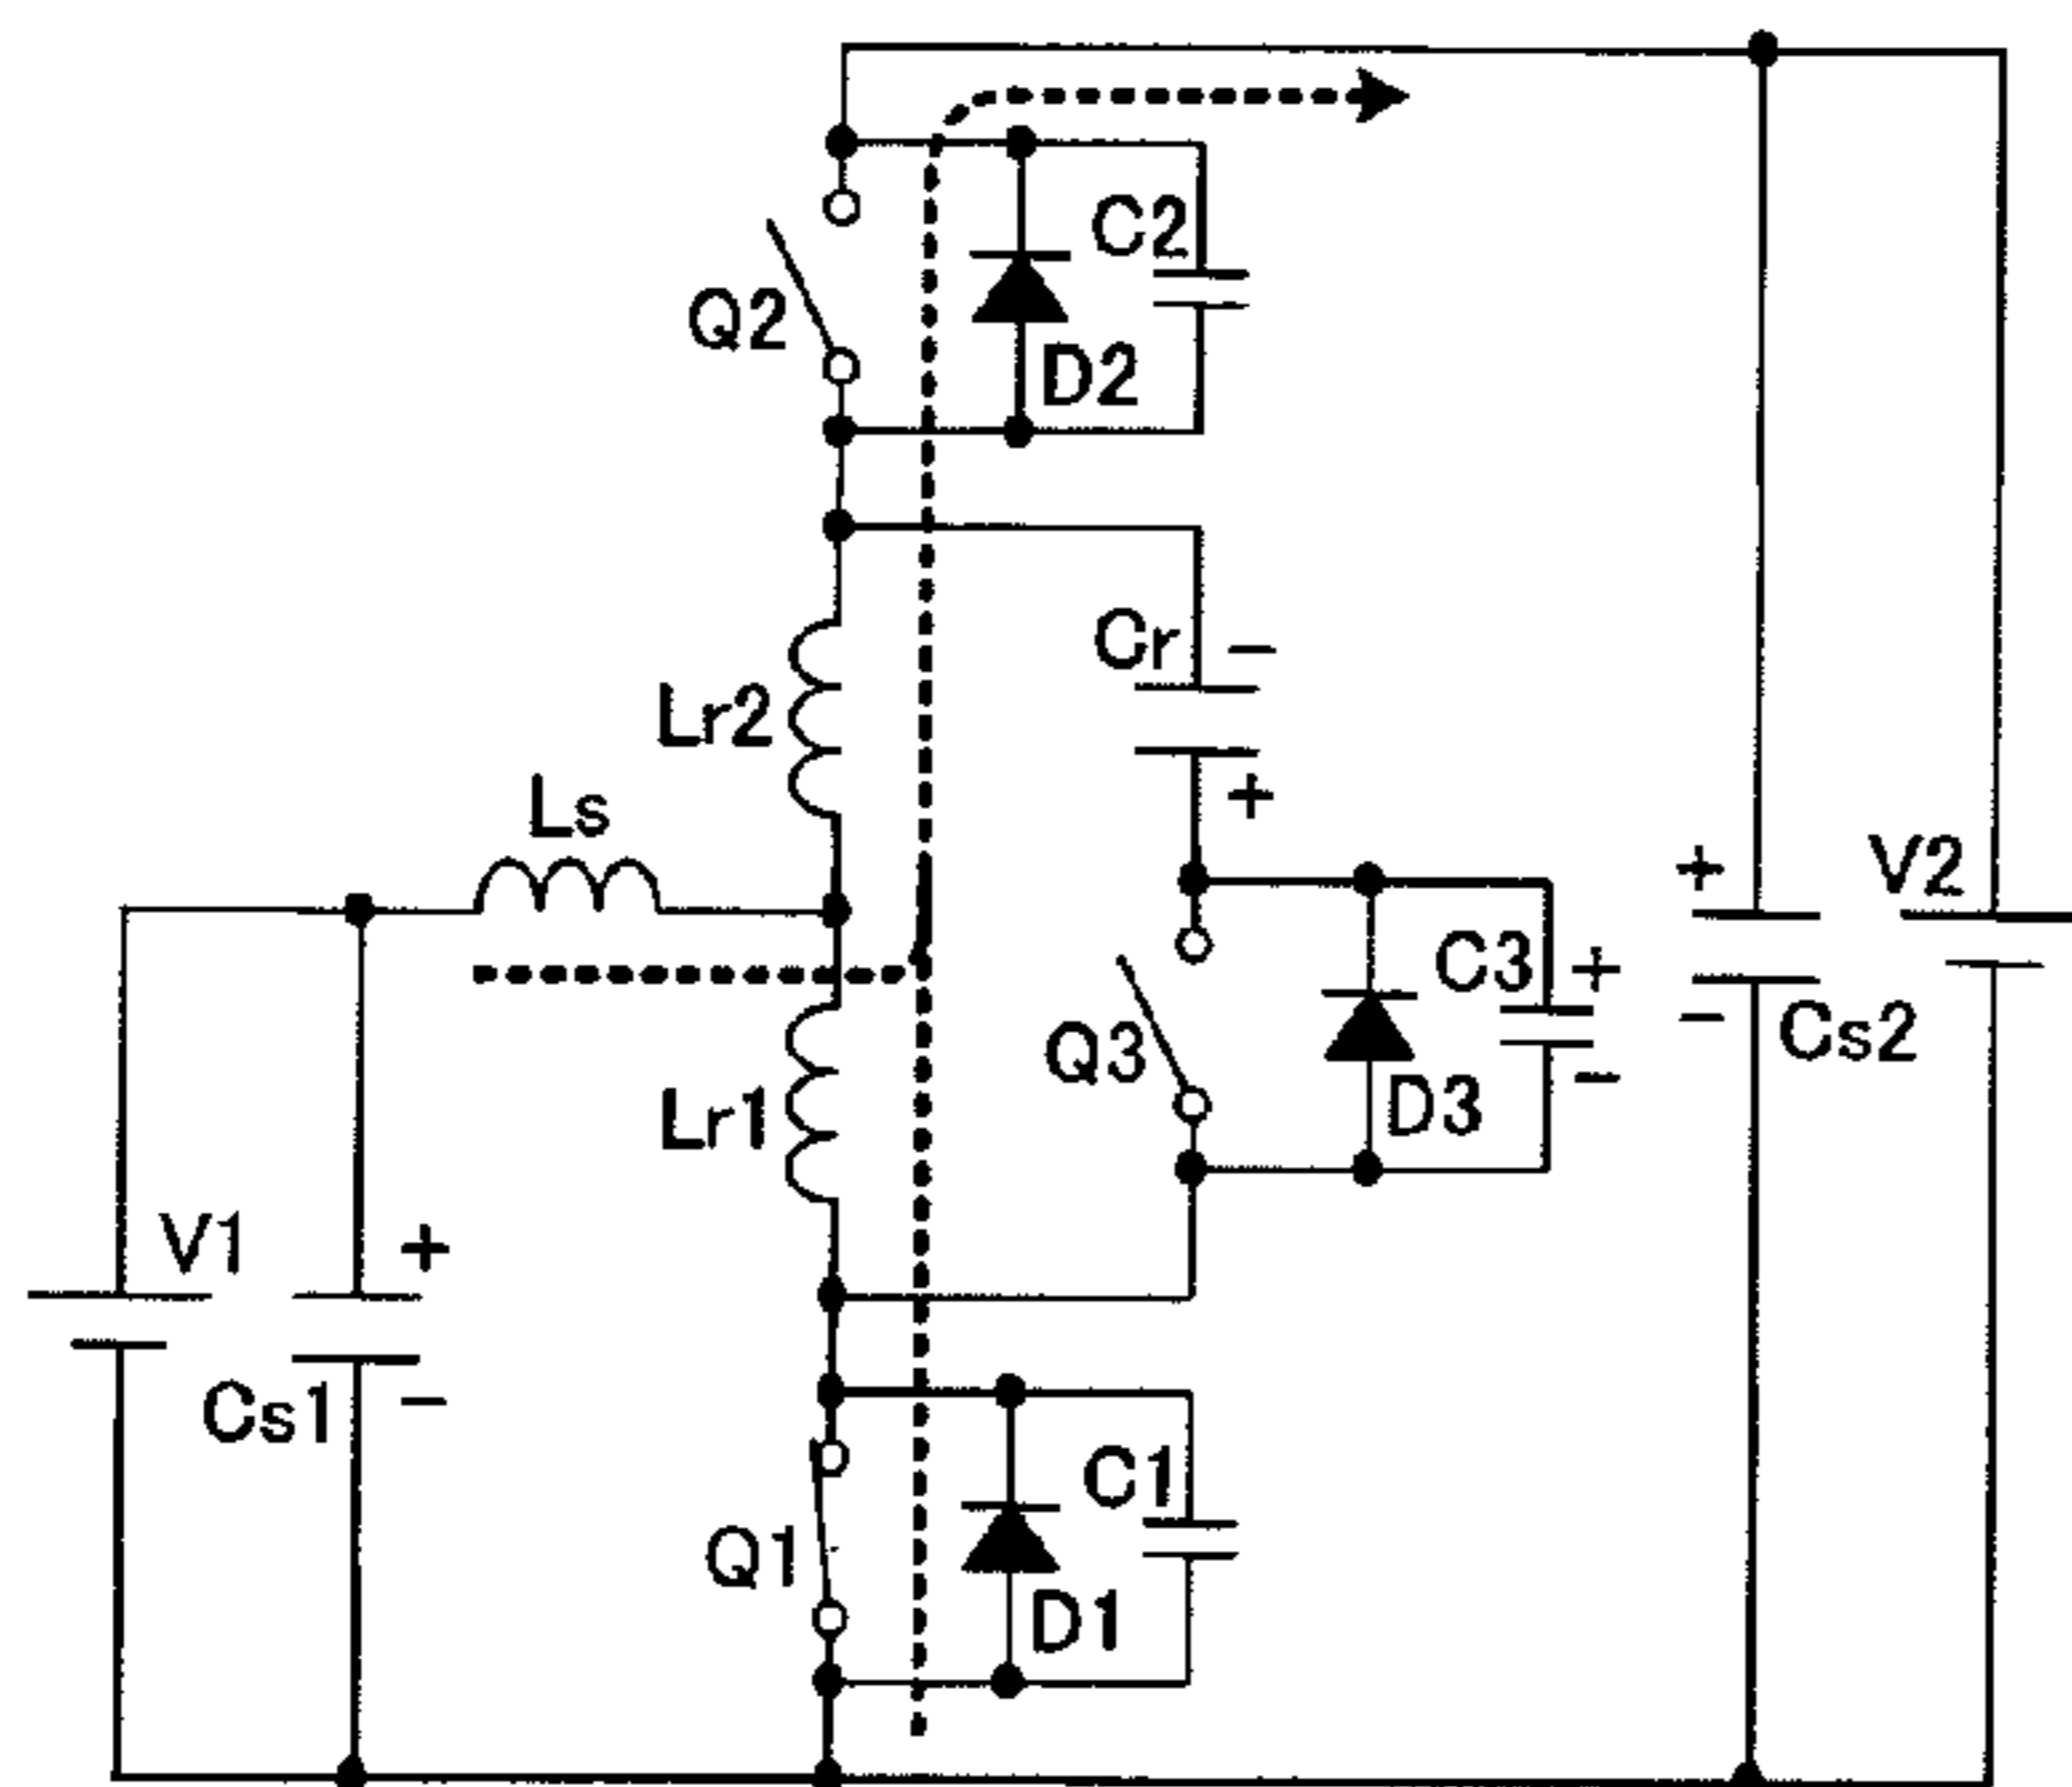 C2
Q2
D2
Cr
−
Lr2
+
Ls
+
V2
C3
+
Q3
−
Cs2
D3
−
Lr1
V1
+
Cs1
−
C1
Q1
D1